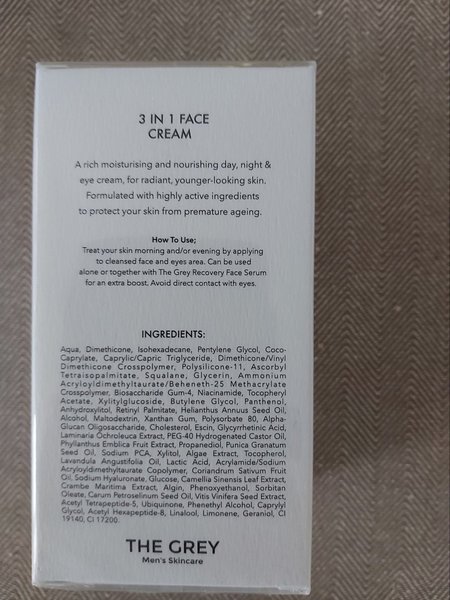 3 IN 1 FACE
CREAM
A rich moisturising and nourishing day, night &
eye cream, for radiant, younger-looking skin.
Formulated with highly active ingredients
to protect your skin from premature ageing.
How To Use;
Treat your skin morning and/or evening by applying
to cleansed face and eyes area. Can be used
alone or together with The Grey Recovery Face Serum
for an extra boost. Avoid direct contact with eyes.
INGREDIENTS:
Aqua, Dimethicone, Isohexadecane, Pentylene Glycol, Coco-
Caprylate, Caprylic/Capric Triglyceride, Dimethicone/Vinyl
Dimethicone Crosspolymer, Polysilicone-11, Ascorbyl
Tetraisopalmitate, Squalane, Glycerin, Ammonium
Acryloyldimethyltaurate/Beheneth-25 Methacrylate
Crosspolymer, Biosaccharide Gum-4, Niacinamide, Tocopheryl
Acetate, Xylitylglucoside, Butylene Glycol, Panthenol,
Anhydroxylitol, Retinyl Palmitate, Helianthus Annuus Seed Oil,
Alcohol, Maltodextrin, Xanthan Gum, Polysorbate 80, Alpha-
Glucan Oligosaccharide, Cholesterol, Escin, Glycyrrhetinic Acid,
Laminaria Ochroleuca Extract, PEG-40 Hydrogenated Castor Oil,
Phyllanthus Emblica Fruit Extract, Propanediol, Punica Granatum
Seed Oil, Sodium PCA, Xylitol, Algae Extract, Tocopherol,
Lavandula Angustifolia Oil, Lactic Acid, Acrylamide/Sodium
Acryloyldimethyltaurate Copolymer, Coriandrum Sativum Fruit
Oil, Sodium Hyaluronate, Glucose, Camellia Sinensis Leaf Extract,
Crambe Maritima Extract, Algin, Phenoxyethanol, Sorbitan
Oleate, Carum Petroselinum Seed Oil, Vitis Vinifera Seed Extract,
Acetyl Tetrapeptide-5, Ubiquinone, Phenethyl Alcohol, Caprylyl
Glycol, Acetyl Hexapeptide-8, Linalool, Limonene, Geraniol, CI
19140, CI 17200.
THE GREY
Men's Skincare